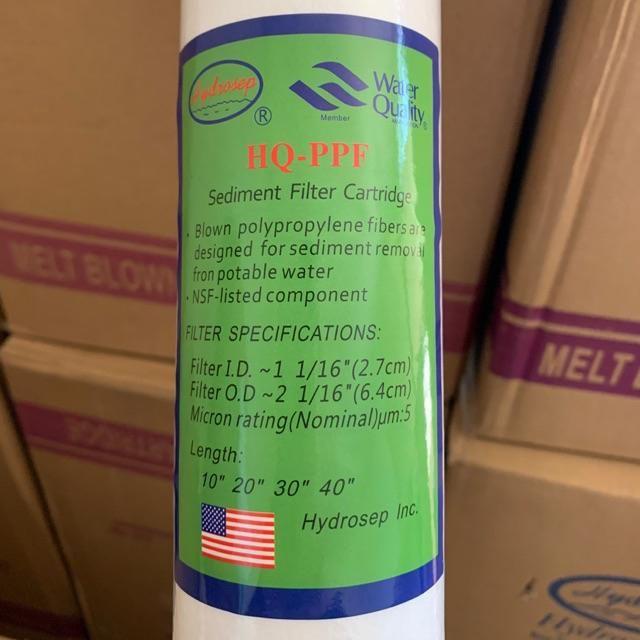 Hydrosep
®
Water
Quality
Member
HQ-PPF
Sediment Filter Cartridge
· Blown polypropylene fibers are
designed for sediment removal
fron potable water
· NSF-listed component
FILTER SPECIFICATIONS:
Filter I.D. ~1 1/16"(2.7cm)
Filter O.D ~2 1/16"(6.4cm)
Micron rating(Nominal)μm:5
Length:
10" 20" 30" 40"
Hydrosep Inc.
MELT BLOWN
MELT B
Hydrosep
Hydro